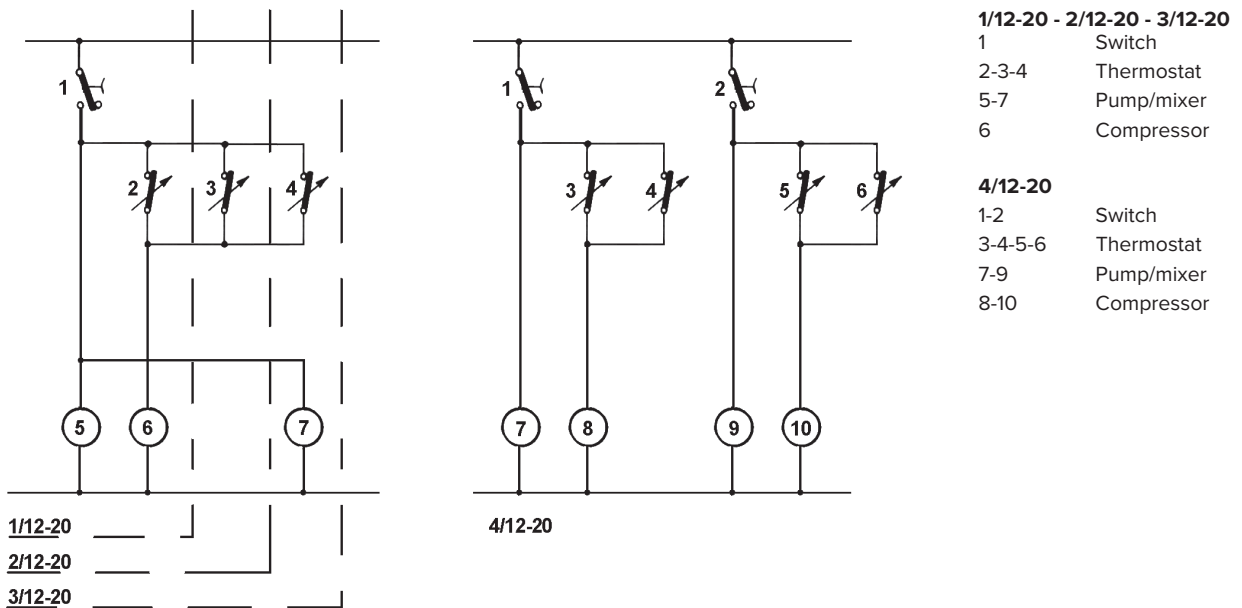 1
2
3
4
5
6
7
1/12-20
2/12-20
3/12-20
1
2
3
4
5
6
7
8
9
10
4/12-20
1/12-20 - 2/12-20 - 3/12-20
1 Switch
2-3-4 Thermostat
5-7 Pump/mixer
6 Compressor
4/12-20
1-2 Switch
3-4-5-6 Thermostat
7-9 Pump/mixer
8-10 Compressor